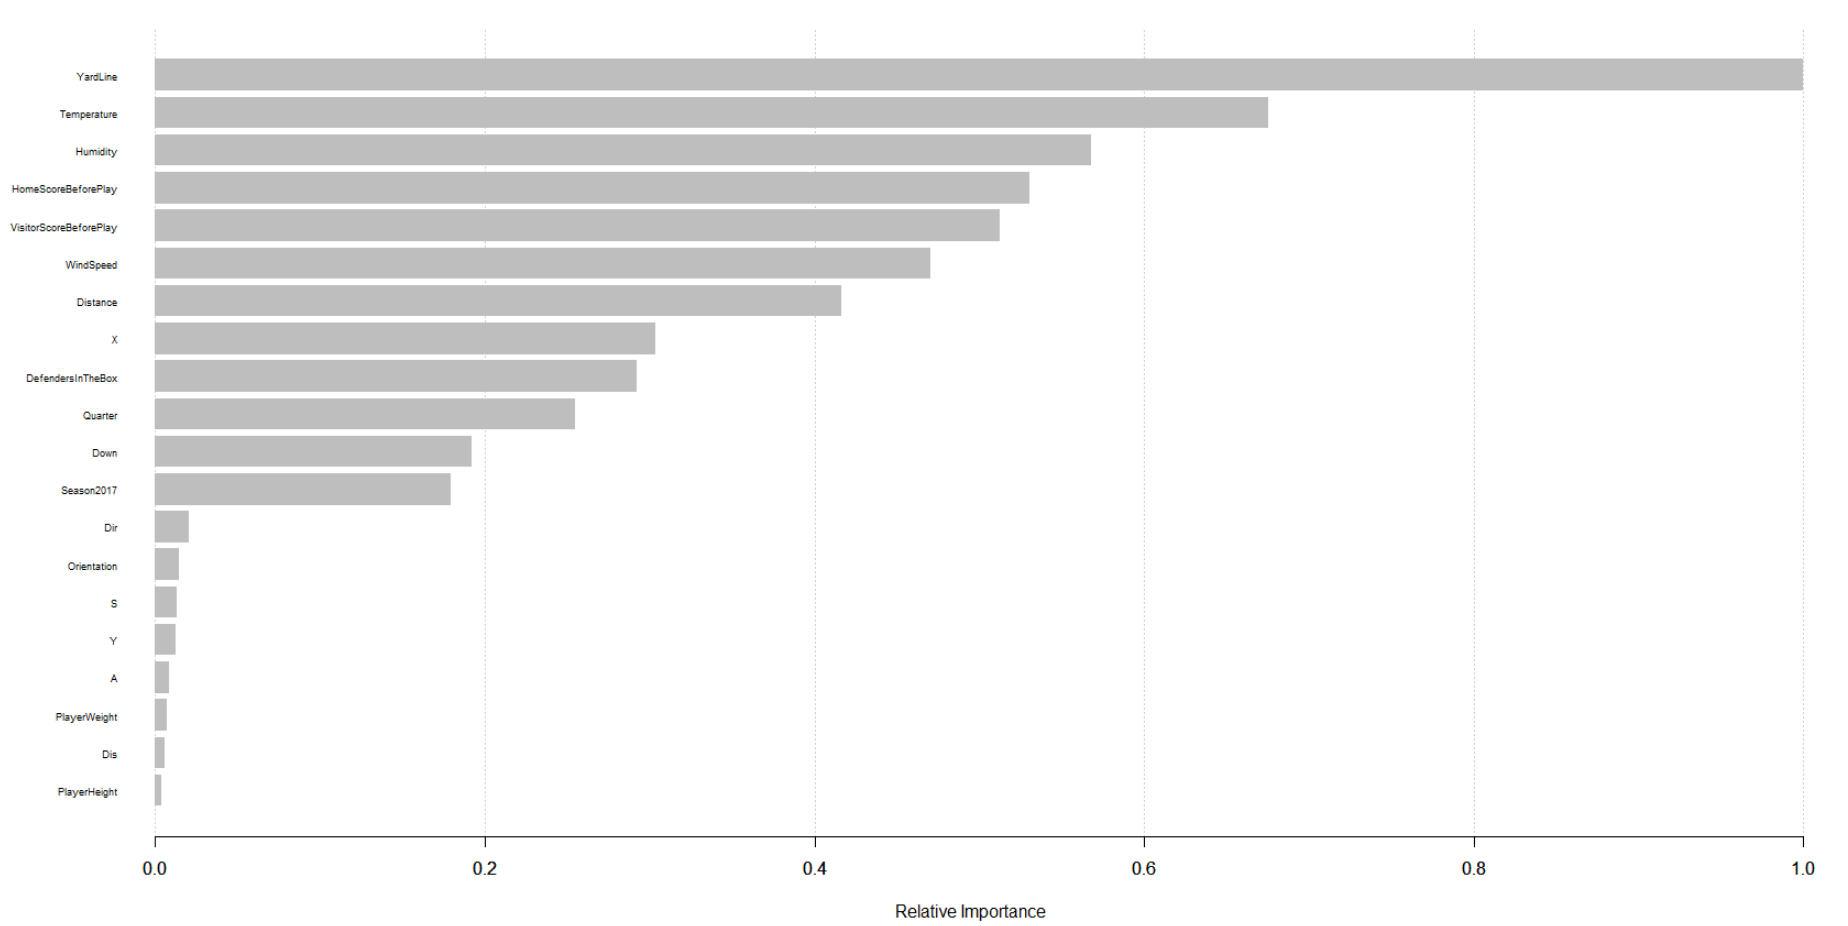 YardLine
Temperature
Humidity
HomeScoreBeforePlay
VisitorScoreBeforePlay
WindSpeed
Distance
X
DefendersInTheBox
Quarter
Down
Season2017
Dir
Orientation
S
Y
A
PlayerWeight
Dis
PlayerHeight
0.0 0.2 0.4 0.6 0.8 1.0
Relative Importance